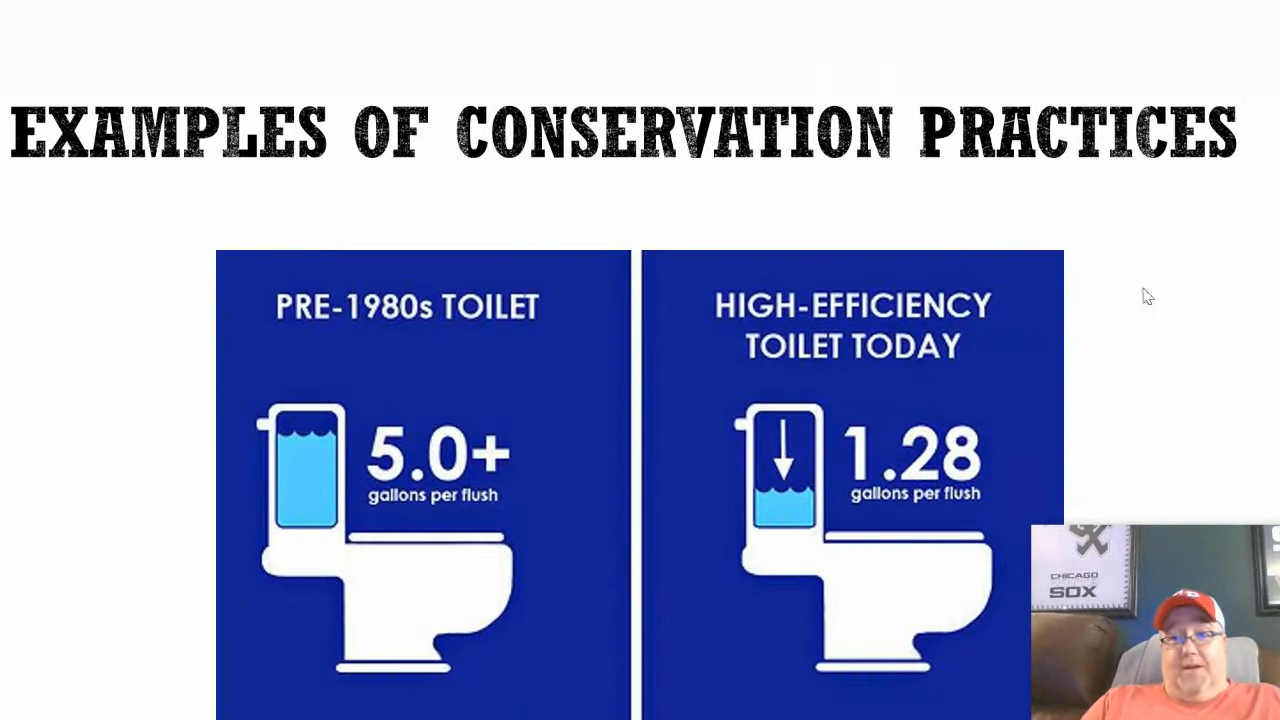 EXAMPLES OF CONSERVATION PRACTICES
PRE-1980s TOILET
5.0+
gallons per flush
HIGH-EFFICIENCY
TOILET TODAY
1.28
gallons per flush
CHICAGO
SOX